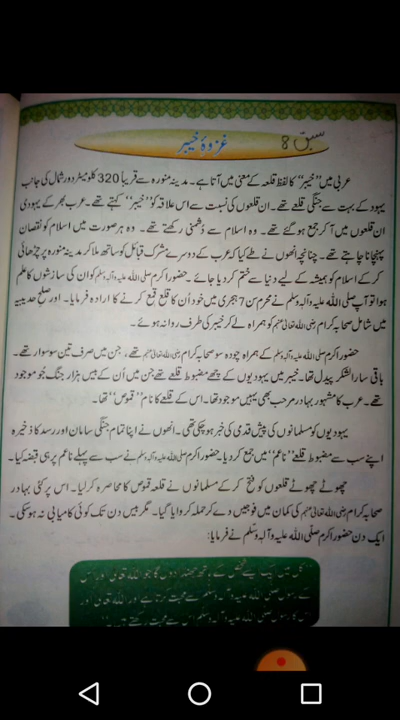 سبق 8
غزوۂ خیبر
عربی میں "خیبر" کا لفظ قلعہ کے معنی میں آتا ہے۔ مدینہ منورہ سے قریباً 320 کلومیٹر دور شمال کی جانب
یہود کے بہت سے جنگی قلعے تھے۔ ان قلعوں کی نسبت سے اس علاقہ کو "خیبر" کہتے تھے۔ عرب بھر کے یہودی
ان قلعوں میں آ کر جمع ہو گئے تھے۔ وہ اسلام سے دُشمنی رکھتے تھے۔ وہ ہر صورت میں اسلام کو نقصان
پہنچانا چاہتے تھے۔ چنانچہ انھوں نے طے کیا کہ عرب کے دوسرے مشرک قبائل کو ساتھ ملا کر مدینہ منورہ پر چڑھائی
کر کے اسلام کو ہمیشہ کے لیے دنیا سے ختم کر دیا جائے۔ حضور اکرم صلی اللہ علیہ وآلہ وسلم کو ان کی سازشوں کا علم
ہوا تو آپ صلی اللہ علیہ وآلہ وسلم نے محرم سن 7 ہجری میں خود اُن کا قلع قمع کرنے کا ارادہ فرمایا۔ اور صلح حدیبیہ
میں شامل صحابہ کرام رضی اللہ تعالیٰ عنہم کو ہمراہ لے کر خیبر کی طرف روانہ ہوئے۔
حضور اکرم صلی اللہ علیہ وآلہ وسلم کے ہمراہ چودہ سو صحابہ کرام رضی اللہ تعالیٰ عنہم تھے، جن میں صرف تین سو سوار تھے۔
باقی سارا لشکر پیدل تھا۔ خیبر میں یہودیوں کے چھے مضبوط قلعے تھے جن میں اُن کے بیس ہزار جنگ جُو موجود
تھے۔ عرب کا مشہور بہادر مرحب بھی یہیں موجود تھا۔ اس کے قلعے کا نام "قموص" تھا۔
یہودیوں کو مسلمانوں کی پیش قدمی کی خبر ہو چکی تھی۔ انھوں نے اپنا تمام جنگی سامان اور رسد کا ذخیرہ
اپنے سب سے مضبوط قلعے "ناعم" میں جمع کر دیا۔ حضور اکرم صلی اللہ علیہ وآلہ وسلم نے سب سے پہلے ناعم پر ہی قبضہ کیا۔
چھوٹے چھوٹے قلعوں کو فتح کر کے مسلمانوں نے قلعہ قموص کا محاصرہ کر لیا۔ اس پر کئی بہادر
صحابہ کرام رضی اللہ تعالیٰ عنہم کی کمان میں فوجیں دے کر حملہ کروایا گیا۔ مگر بیس دن تک کوئی کامیابی نہ ہو سکی۔
ایک دن حضور اکرم صلّی اللہ علیہ وآلہ وسلّم نے فرمایا: